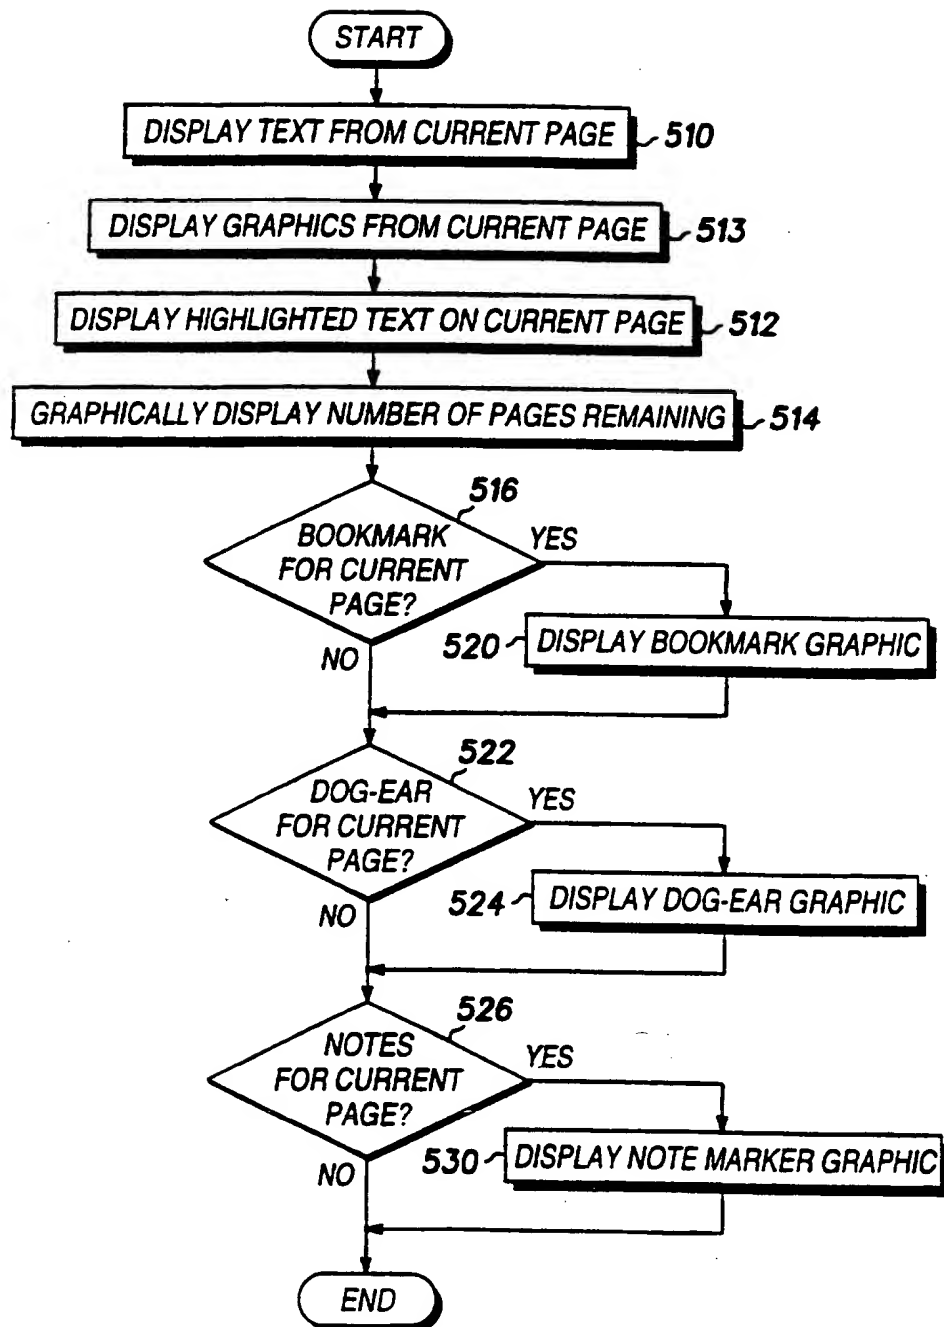 START
DISPLAY TEXT FROM CURRENT PAGE
510
DISPLAY GRAPHICS FROM CURRENT PAGE
513
DISPLAY HIGHLIGHTED TEXT ON CURRENT PAGE
512
GRAPHICALLY DISPLAY NUMBER OF PAGES REMAINING
514
516
BOOKMARK
FOR CURRENT
PAGE?
YES
NO
520
DISPLAY BOOKMARK GRAPHIC
522
DOG-EAR
FOR CURRENT
PAGE?
YES
NO
524
DISPLAY DOG-EAR GRAPHIC
526
NOTES
FOR CURRENT
PAGE?
YES
NO
530
DISPLAY NOTE MARKER GRAPHIC
END